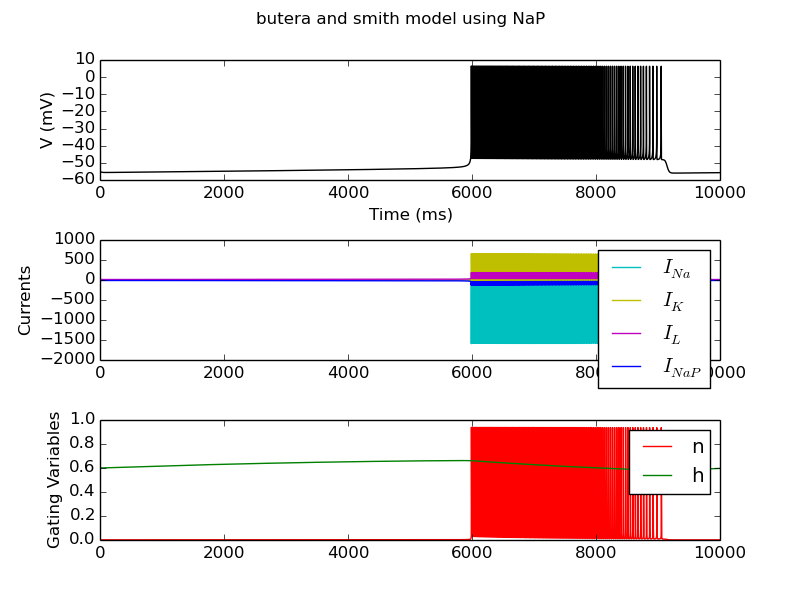 butera and smith model using NaP
10
0
−10
−20
−30
−40
−50
−60
V (mV)
0 2000 4000 6000 8000 10000
Time (ms)
1000
500
0
−500
−1000
−1500
−2000
Currents
I_Na
I_K
I_L
I_NaP
0 2000 4000 6000 8000 0000
1.0
0.8
0.6
0.4
0.2
0.0
Gating Variables
n
h
0 2000 4000 6000 8000 10000